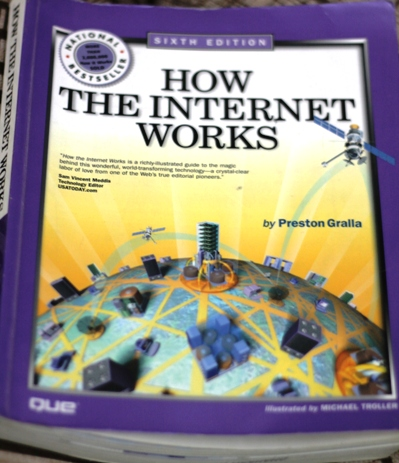 HOW THE INTERNET WORKS
NATIONAL
BESTSELLER
SIXTH EDITION
HOW
THE INTERNET
WORKS
"How the Internet Works is a richly-illustrated guide to the magic
behind this wonderful, world-transforming technology—a crystal-clear
labor of love from one of the Web's true editorial pioneers."
Sam Vincent Meddis
Technology Editor
USATODAY.com
by Preston Gralla
QUE
Illustrated by MICHAEL TROLLER